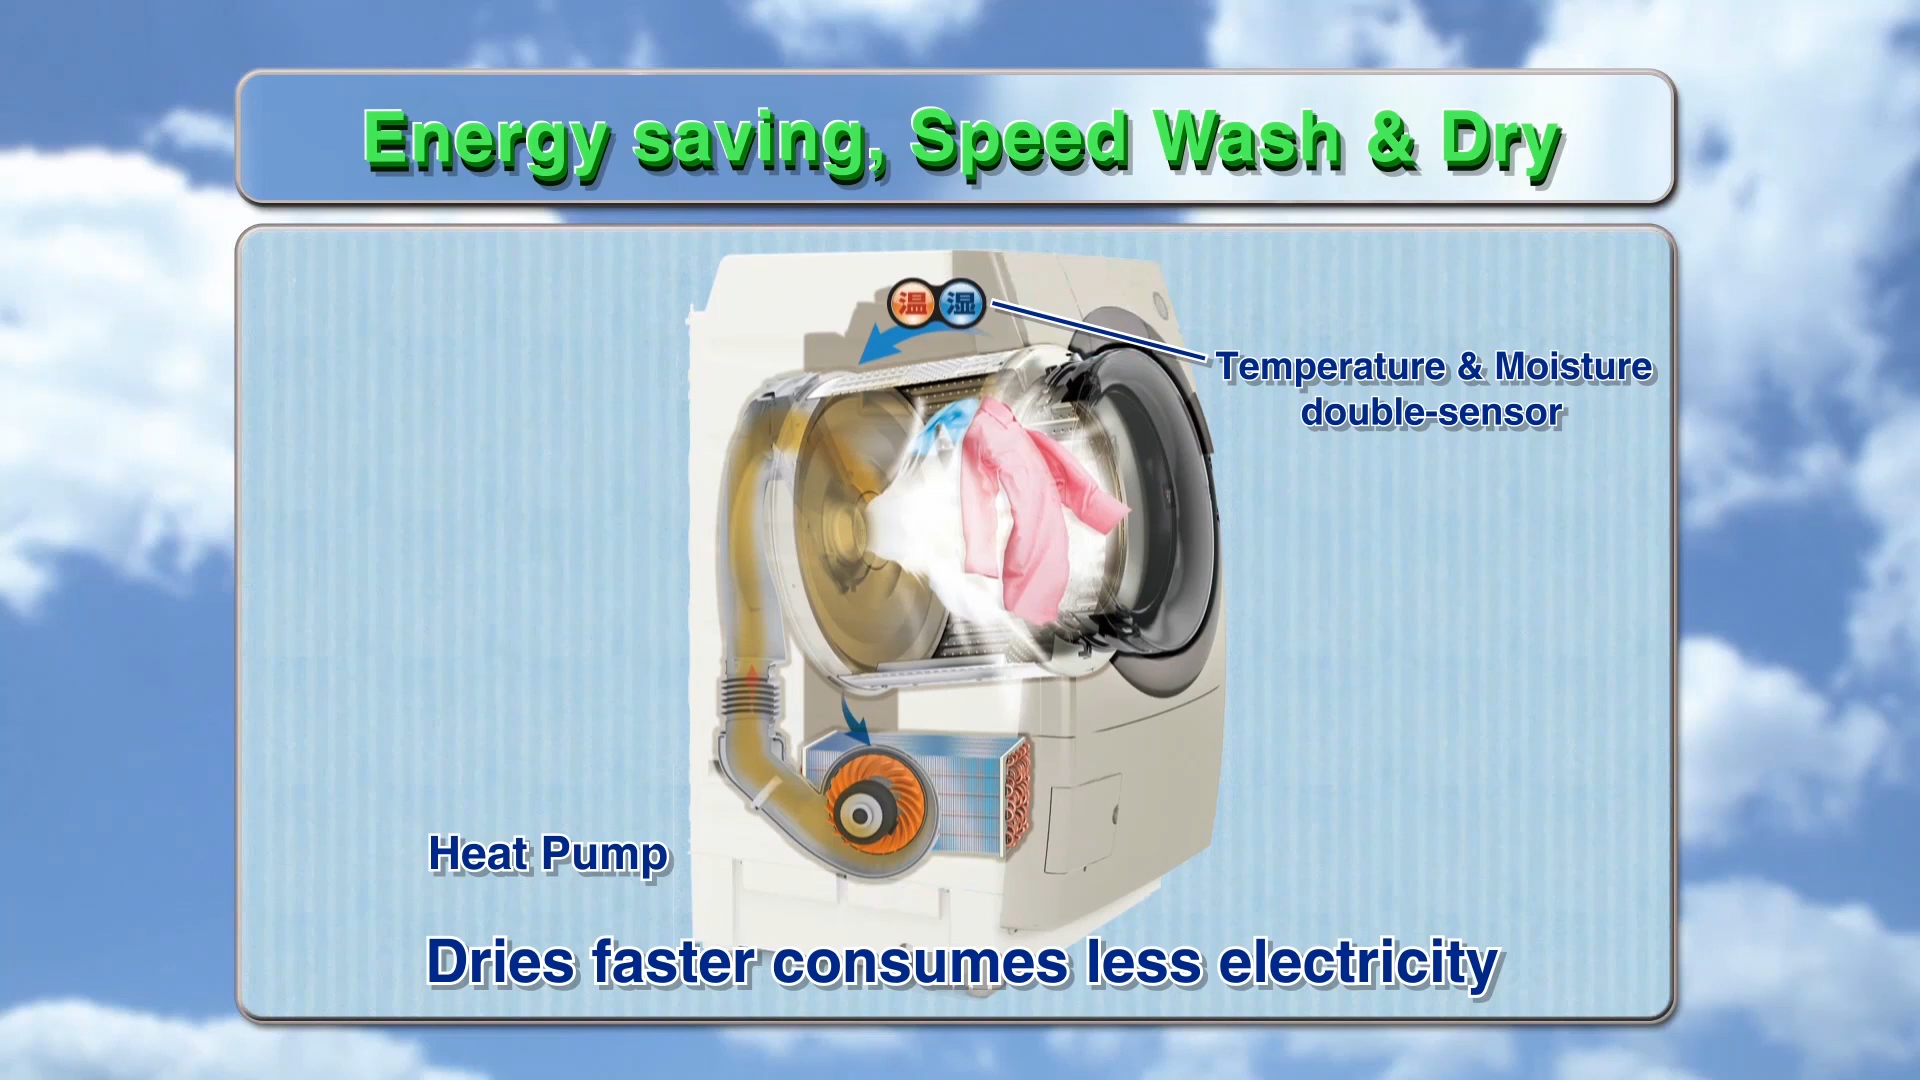 Energy saving, Speed Wash & Dry
温 湿
Temperature & Moisture
double-sensor
Heat Pump
Dries faster consumes less electricity